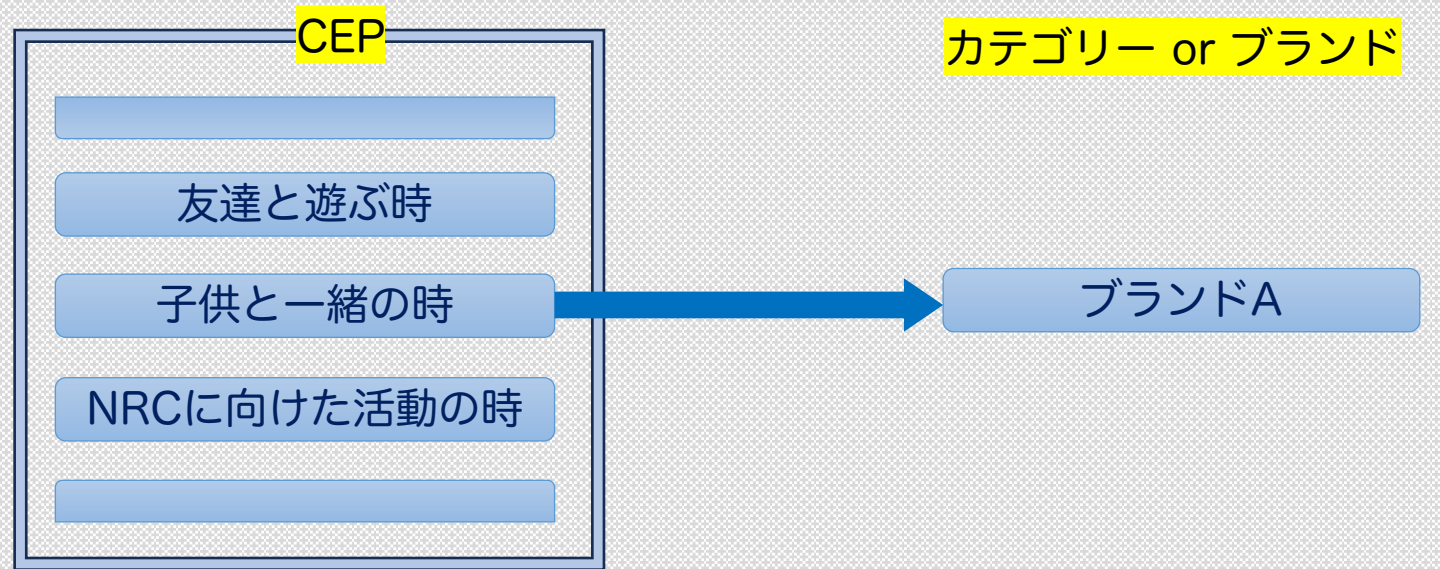 CEP
カテゴリー or ブランド
友達と遊ぶ時
子供と一緒の時
ブランドA
NRCに向けた活動の時